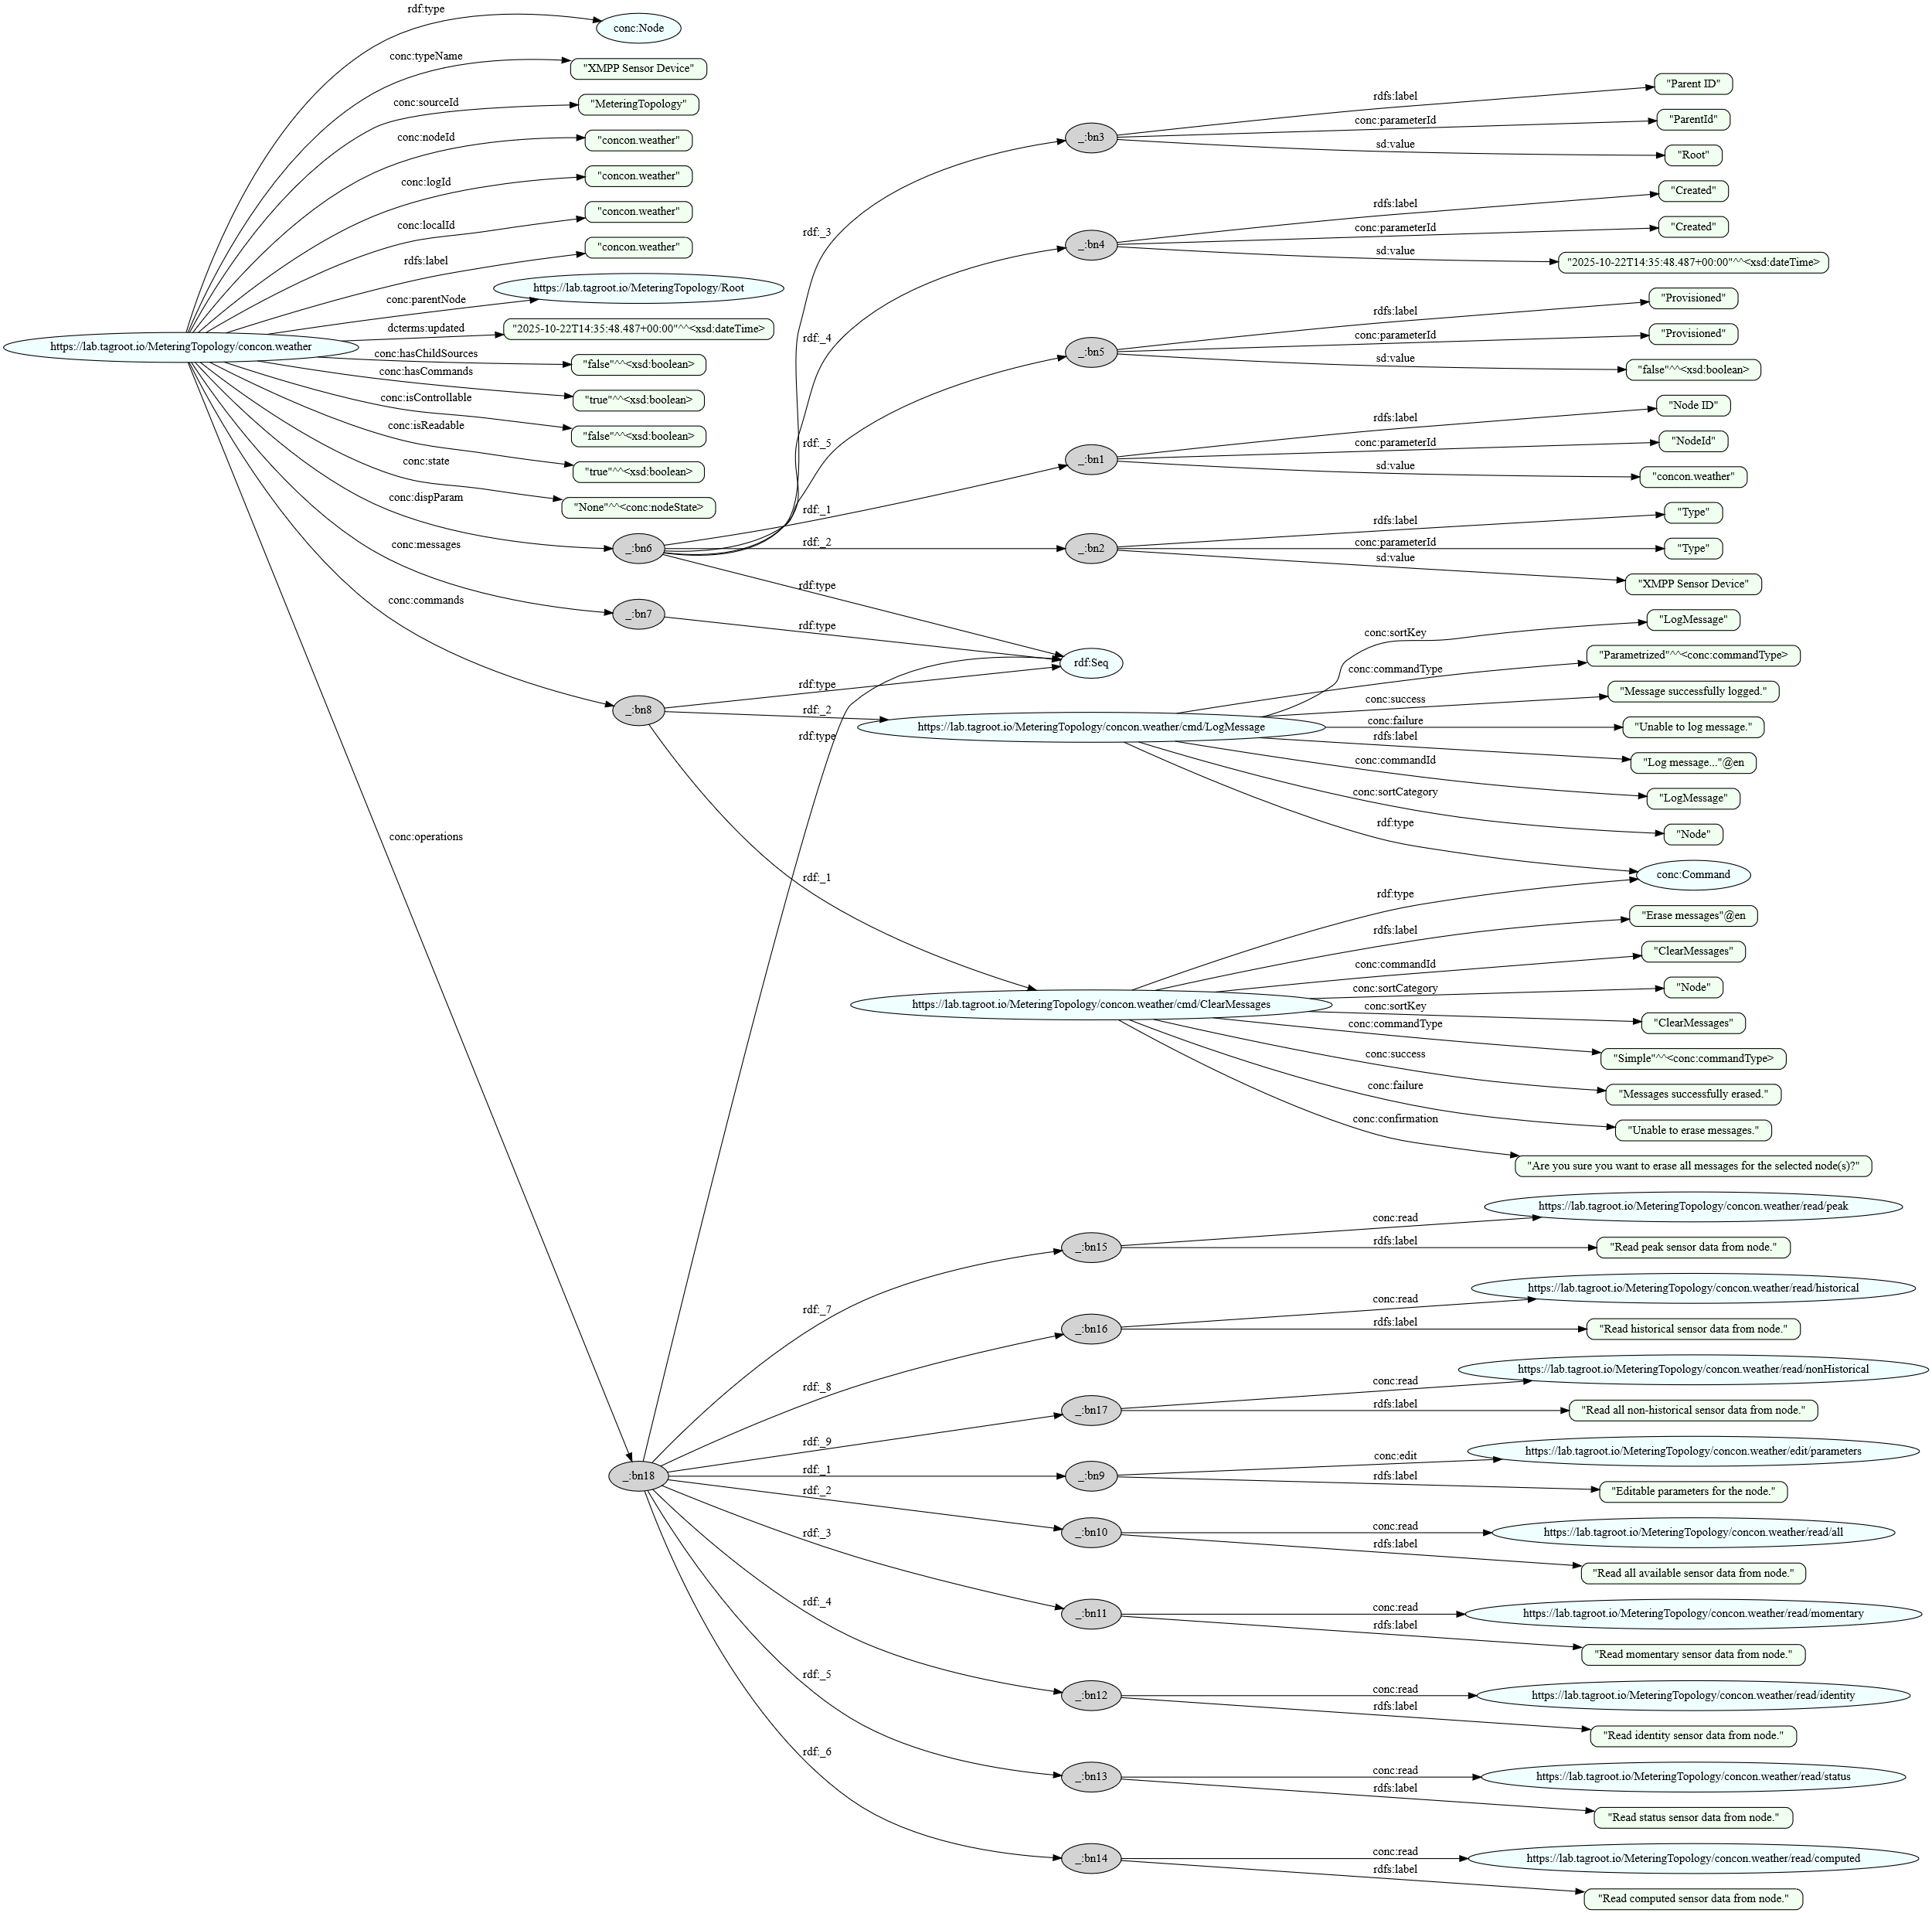 https://lab.tagroot.io/MeteringTopology/concon.weather
rdf:type
conc:Node
conc:typeName
"XMPP Sensor Device"
conc:sourceId
"MeteringTopology"
conc:nodeId
"concon.weather"
conc:logId
"concon.weather"
conc:localId
"concon.weather"
rdfs:label
"concon.weather"
conc:parentNode
https://lab.tagroot.io/MeteringTopology/Root
dcterms:updated
"2025-10-22T14:35:48.487+00:00"^^<xsd:dateTime>
conc:hasChildSources
"false"^^<xsd:boolean>
conc:hasCommands
"true"^^<xsd:boolean>
conc:isControllable
"false"^^<xsd:boolean>
conc:isReadable
"true"^^<xsd:boolean>
conc:state
"None"^^<conc:nodeState>
conc:dispParam
_:bn6
conc:messages
_:bn7
conc:commands
_:bn8
conc:operations
_:bn18
rdf:_3
_:bn3
rdfs:label
"Parent ID"
conc:parameterId
"ParentId"
sd:value
"Root"
rdf:_4
_:bn4
rdfs:label
"Created"
conc:parameterId
"Created"
sd:value
"2025-10-22T14:35:48.487+00:00"^^<xsd:dateTime>
rdf:_5
_:bn5
rdfs:label
"Provisioned"
conc:parameterId
"Provisioned"
sd:value
"false"^^<xsd:boolean>
rdf:_1
_:bn1
rdfs:label
"Node ID"
conc:parameterId
"NodeId"
sd:value
"concon.weather"
rdf:_2
_:bn2
rdfs:label
"Type"
conc:parameterId
"Type"
sd:value
"XMPP Sensor Device"
rdf:type
rdf:type
rdf:Seq
rdf:type
rdf:_2
rdf:type
https://lab.tagroot.io/MeteringTopology/concon.weather/cmd/LogMessage
conc:sortKey
"LogMessage"
conc:commandType
"Parametrized"^^<conc:commandType>
conc:success
"Message successfully logged."
conc:failure
"Unable to log message."
rdfs:label
"Log message..."@en
conc:commandId
"LogMessage"
conc:sortCategory
"Node"
rdf:type
conc:Command
rdf:_1
https://lab.tagroot.io/MeteringTopology/concon.weather/cmd/ClearMessages
rdf:type
rdfs:label
"Erase messages"@en
conc:commandId
"ClearMessages"
conc:sortCategory
"Node"
conc:sortKey
"ClearMessages"
conc:commandType
"Simple"^^<conc:commandType>
conc:success
"Messages successfully erased."
conc:failure
"Unable to erase messages."
conc:confirmation
"Are you sure you want to erase all messages for the selected node(s)?"
rdf:_7
_:bn15
conc:read
https://lab.tagroot.io/MeteringTopology/concon.weather/read/peak
rdfs:label
"Read peak sensor data from node."
rdf:_8
_:bn16
conc:read
https://lab.tagroot.io/MeteringTopology/concon.weather/read/historical
rdfs:label
"Read historical sensor data from node."
rdf:_9
_:bn17
conc:read
https://lab.tagroot.io/MeteringTopology/concon.weather/read/nonHistorical
rdfs:label
"Read all non-historical sensor data from node."
rdf:_1
_:bn9
conc:edit
https://lab.tagroot.io/MeteringTopology/concon.weather/edit/parameters
rdfs:label
"Editable parameters for the node."
rdf:_2
_:bn10
conc:read
https://lab.tagroot.io/MeteringTopology/concon.weather/read/all
rdfs:label
"Read all available sensor data from node."
rdf:_3
_:bn11
conc:read
https://lab.tagroot.io/MeteringTopology/concon.weather/read/momentary
rdfs:label
"Read momentary sensor data from node."
rdf:_4
_:bn12
conc:read
https://lab.tagroot.io/MeteringTopology/concon.weather/read/identity
rdfs:label
"Read identity sensor data from node."
rdf:_5
_:bn13
conc:read
https://lab.tagroot.io/MeteringTopology/concon.weather/read/status
rdfs:label
"Read status sensor data from node."
rdf:_6
_:bn14
conc:read
https://lab.tagroot.io/MeteringTopology/concon.weather/read/computed
rdfs:label
"Read computed sensor data from node."